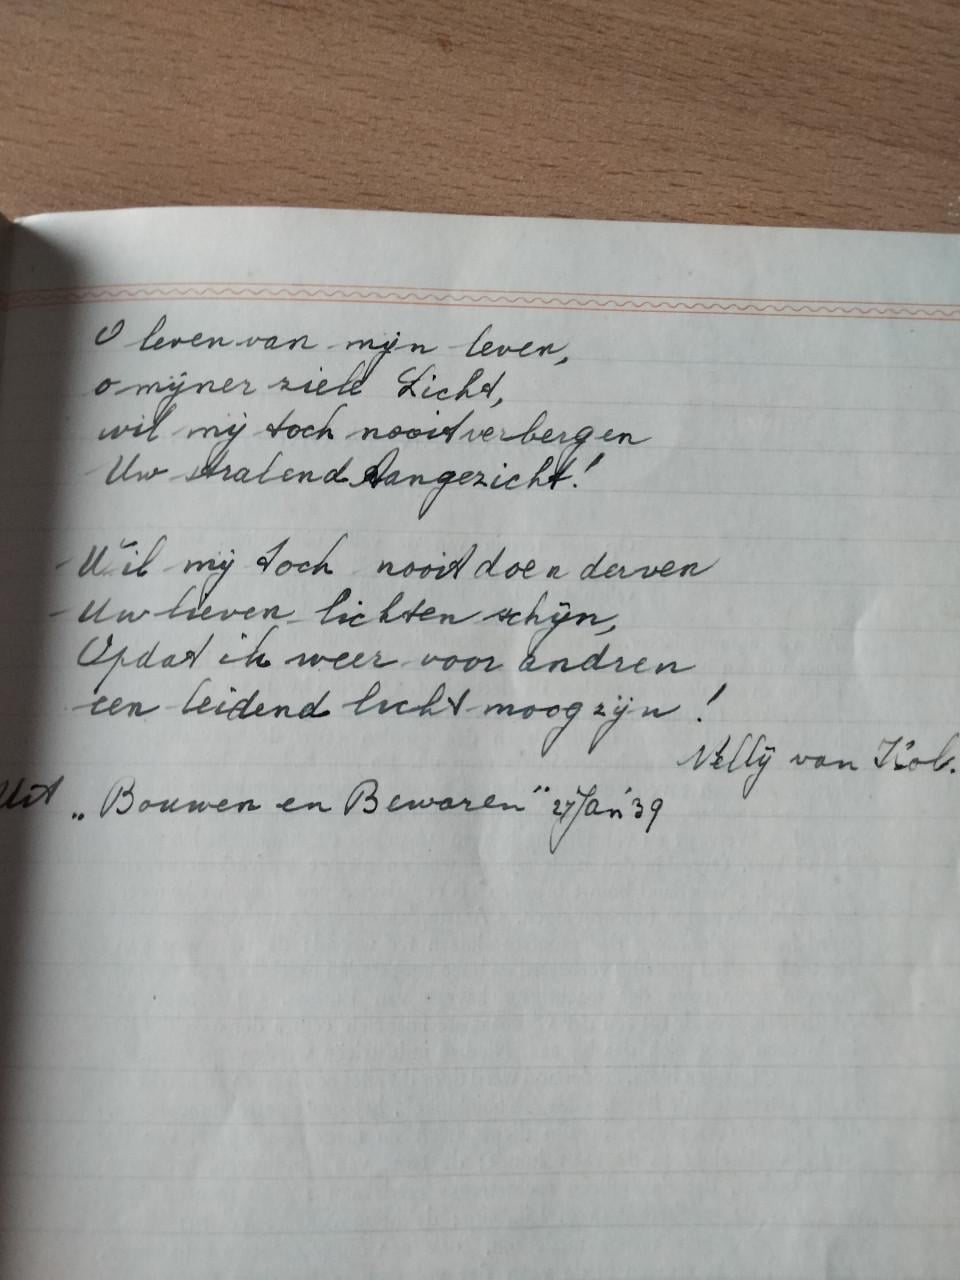 O leven van mijn leven,
o mijner ziele Licht,
wil mij toch nooit verbergen
Uw stralend Aangezicht!
Wil mij toch nooit doen derven
Uw lieven lichten schijn,
Opdat ik weer voor andren
een leidend licht moog zijn!
Nelly van Kol.
Uit „Bouwen en Bewaren" 27 Jan '39